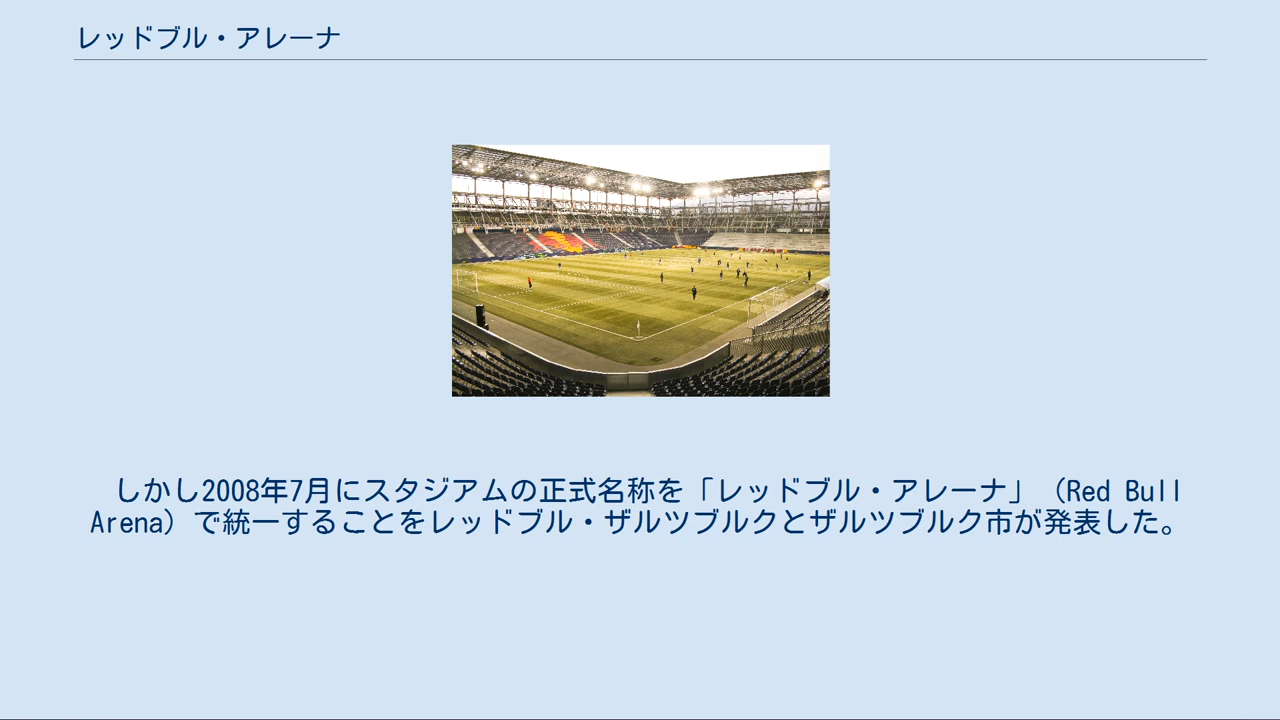 レッドブル・アレーナ
しかし2008年7月にスタジアムの正式名称を「レッドブル・アレーナ」（Red Bull
Arena）で統一することをレッドブル・ザルツブルクとザルツブルク市が発表した。